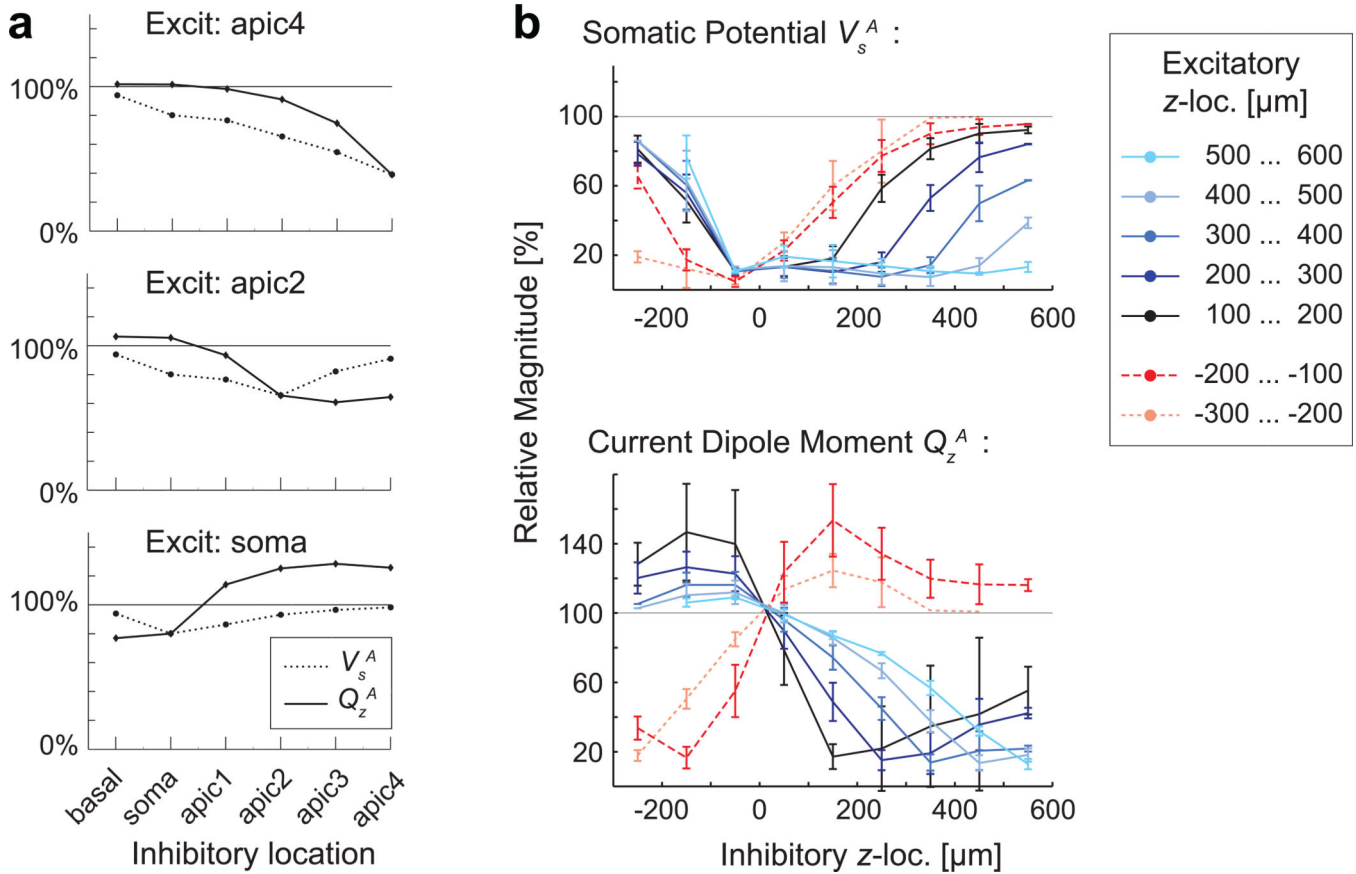 a
Excit: apic4
100%
0%
Excit: apic2
100%
0%
Excit: soma
100%
0%
V_s^A
Q_z^A
basal
soma
apic1
apic2
apic3
apic4
Inhibitory location
b
Somatic Potential V_s^A :
100
60
20
-200 0 200 400 600
Current Dipole Moment Q_z^A :
140
100
60
20
-200 0 200 400 600
Inhibitory z-loc. [µm]
Relative Magnitude [%]
Excitatory
z-loc. [µm]
500 ... 600
400 ... 500
300 ... 400
200 ... 300
100 ... 200
-200 ... -100
-300 ... -200